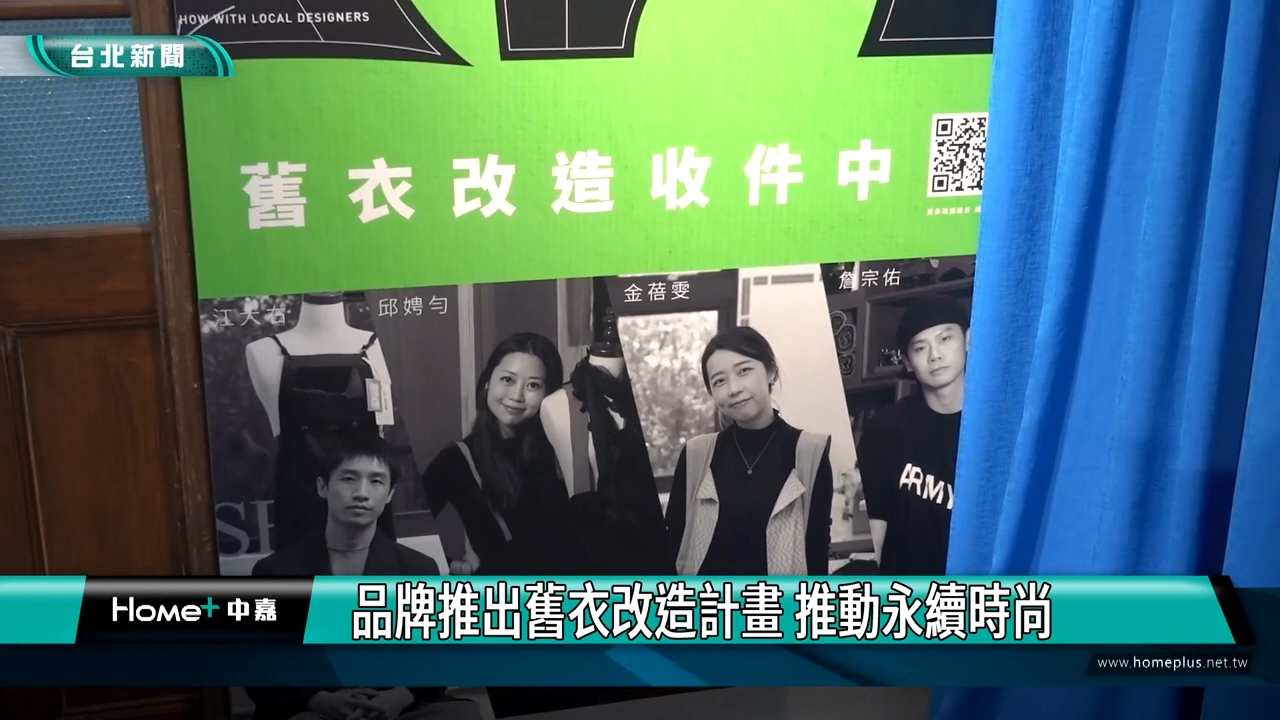 HOW WITH LOCAL DESIGNERS
台北新聞
舊衣改造收件中
江大右
邱娉勻
金蓓雯
詹宗佑
ARMY
Home+中嘉
品牌推出舊衣改造計畫 推動永續時尚
www.homeplus.net.tw